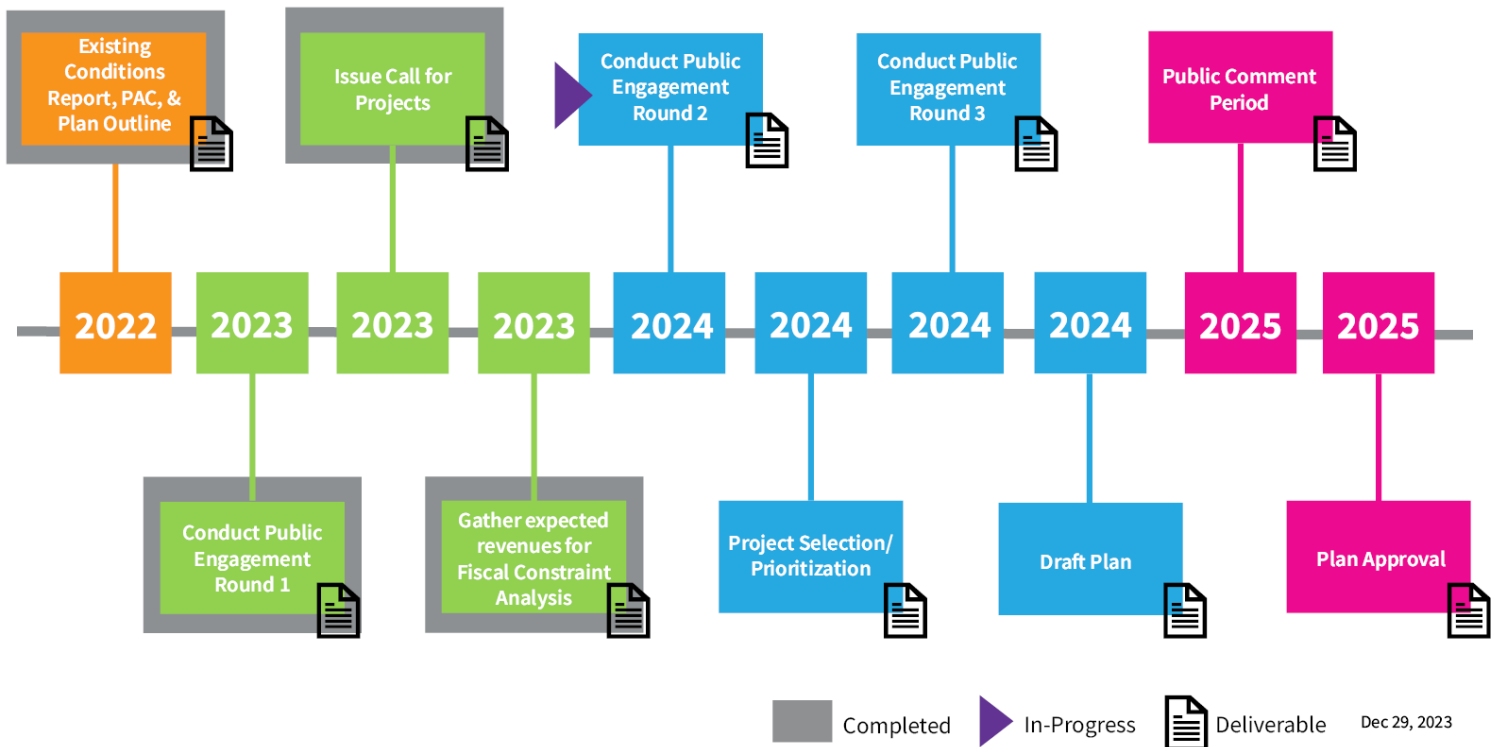 Existing
Conditions
Report, PAC, &
Plan Outline
Issue Call for
Projects
Conduct Public
Engagement
Round 2
Conduct Public
Engagement
Round 3
Public Comment
Period
2022
2023
2023
2023
2024
2024
2024
2024
2025
2025
Conduct Public
Engagement
Round 1
Gather expected
revenues for
Fiscal Constraint
Analysis
Project Selection/
Prioritization
Draft Plan
Plan Approval
Completed
In-Progress
Deliverable
Dec 29, 2023